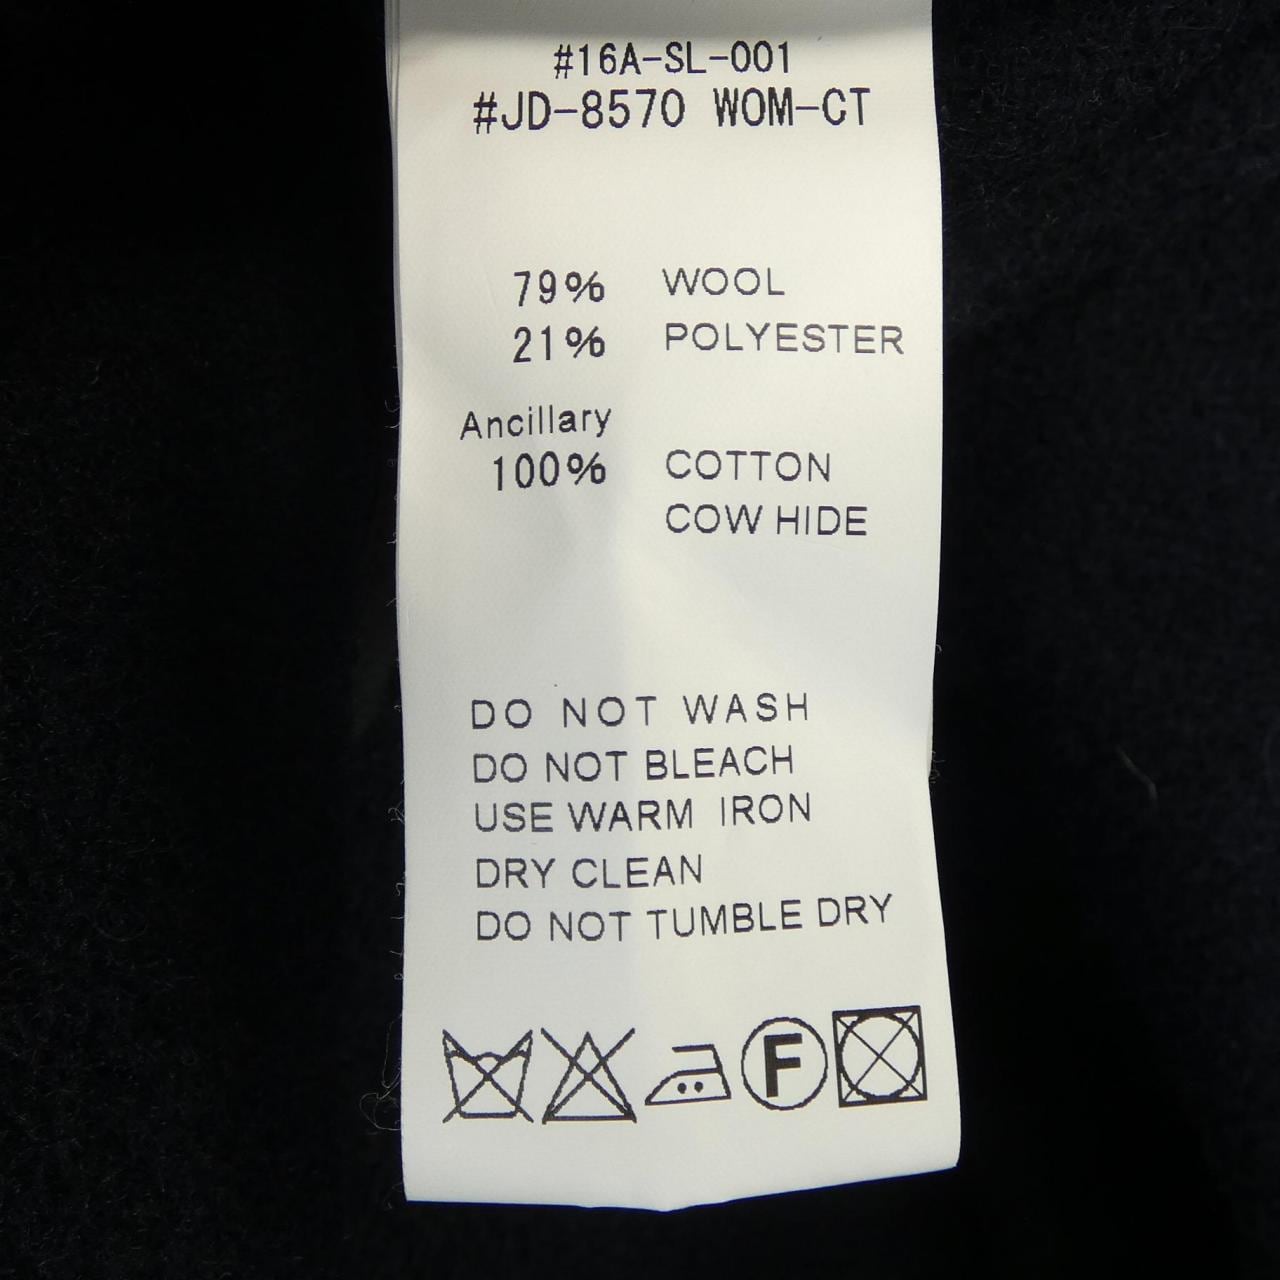 #16A-SL-001
#JD-8570 WOM-CT
79% WOOL
21% POLYESTER
Ancillary
100% COTTON
COW HIDE
DO NOT WASH
DO NOT BLEACH
USE WARM IRON
DRY CLEAN
DO NOT TUMBLE DRY
F